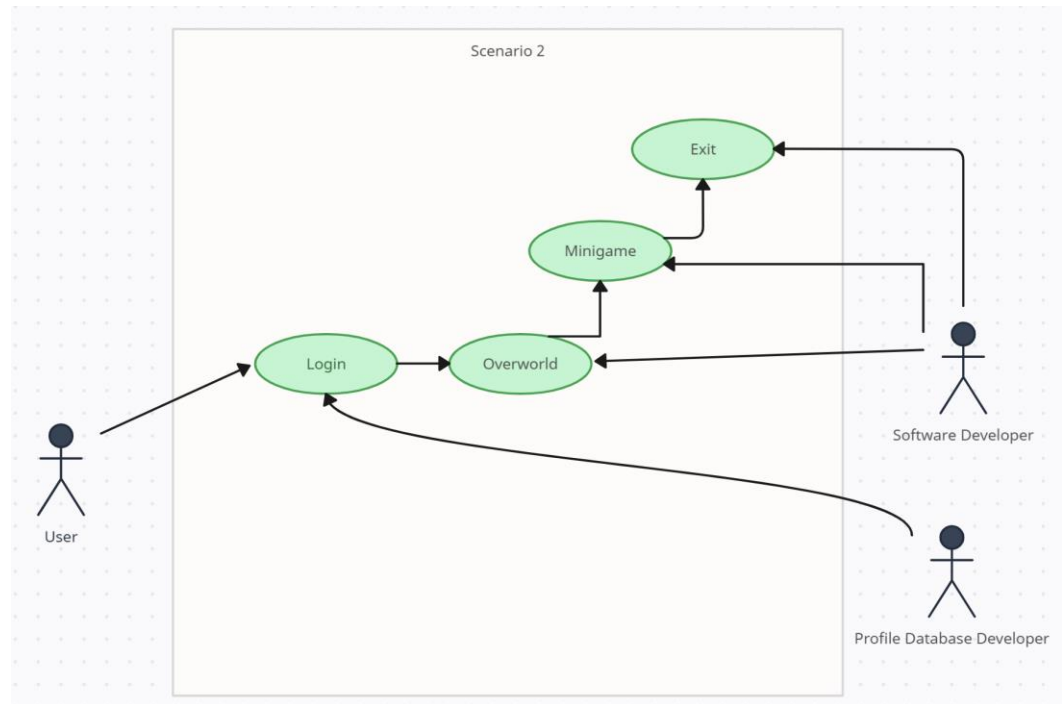 Scenario 2
Exit
Minigame
Login
Overworld
Software Developer
User
Profile Database Developer